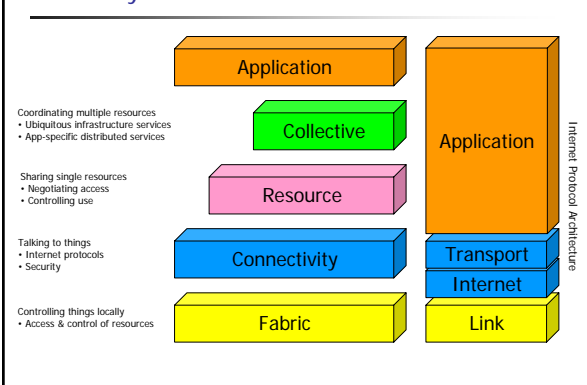 Application
Coordinating multiple resources
• Ubiquitous infrastructure services
• App-specific distributed services
Collective
Application
Sharing single resources
• Negotiating access
• Controlling use
Resource
Internet Protocol Architecture
Talking to things
• Internet protocols
• Security
Connectivity
Transport
Internet
Controlling things locally
• Access & control of resources
Fabric
Link